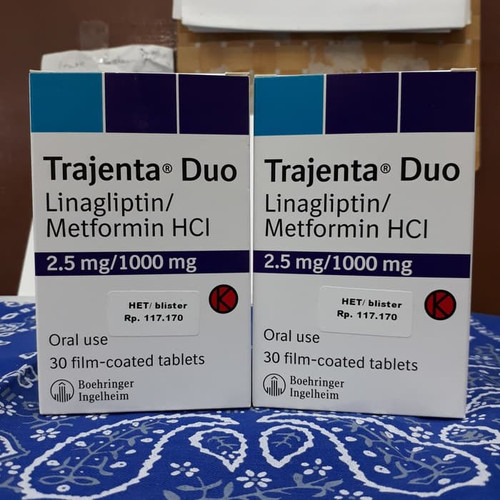 Trajenta® Duo
Linagliptin/
Metformin HCl
2.5 mg/1000 mg
HET/ blister
Rp. 117.170
K
Oral use
30 film-coated tablets
Boehringer
Ingelheim
Trajenta® Duo
Linagliptin/
Metformin HCl
2.5 mg/1000 mg
HET/ blister
Rp. 117.170
K
Oral use
30 film-coated tablets
Boehringer
Ingelheim